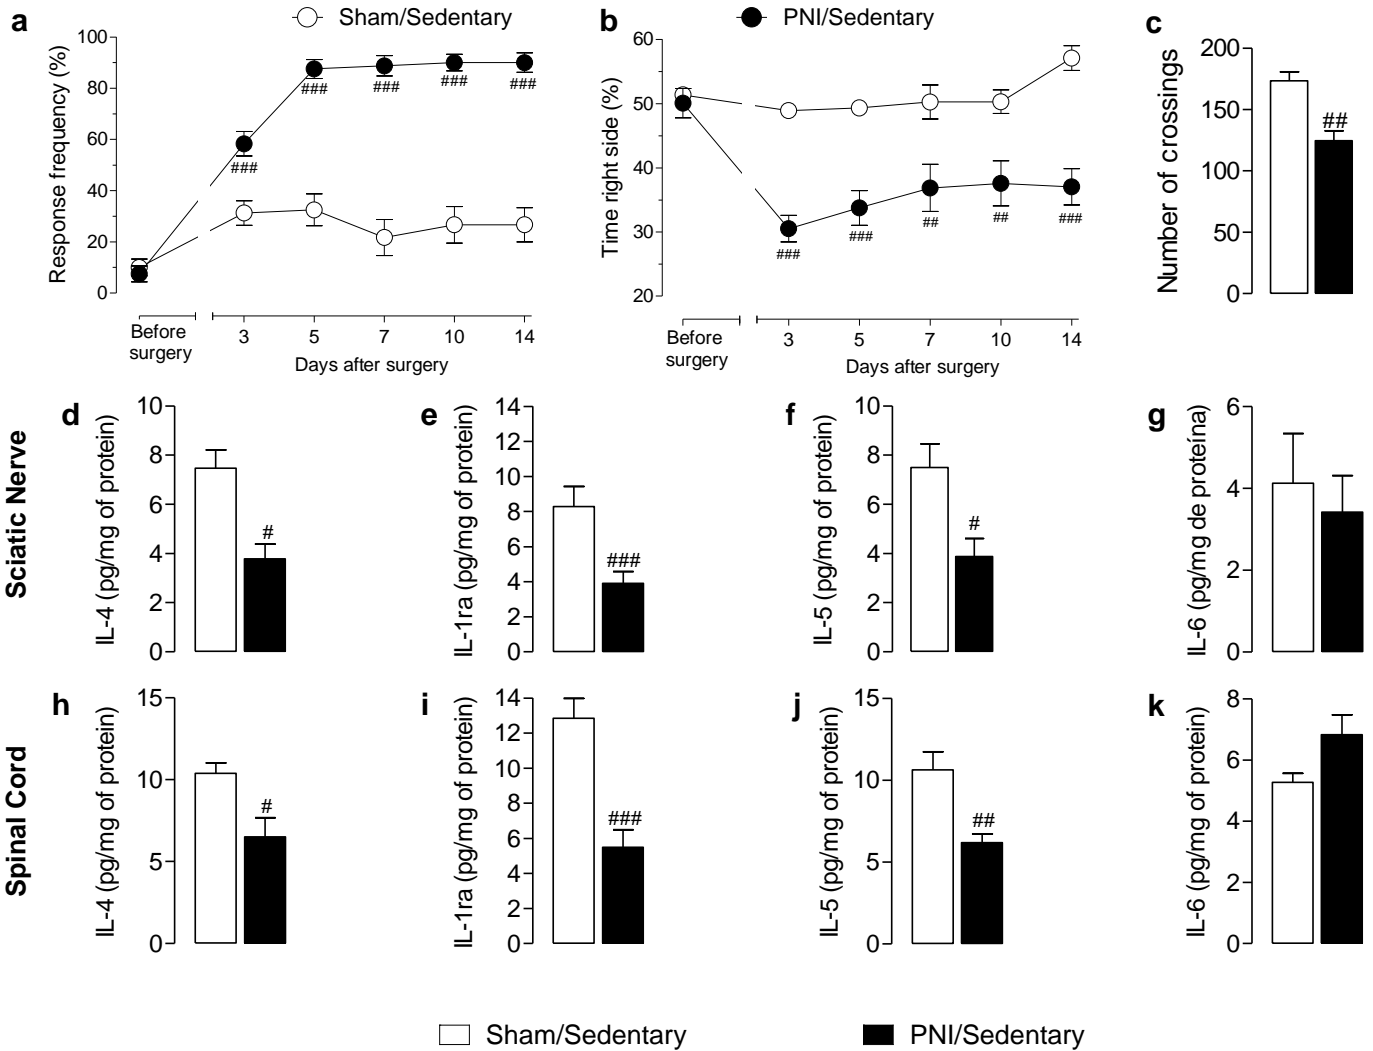 a
Sham/Sedentary
b
PNI/Sedentary
c
Response frequency (%)
100
80
60
40
20
0
###
###
###
###
###
Before
surgery
3
5
7
10
14
Days after surgery
Time right side (%)
60
50
40
30
20
###
###
##
##
###
Before
surgery
3
5
7
10
14
Days after surgery
Number of crossings
200
150
100
50
0
##
Sciatic Nerve
d
IL-4 (pg/mg of protein)
10
8
6
4
2
0
#
e
IL-1ra (pg/mg of protein)
14
12
10
8
6
4
2
0
###
f
IL-5 (pg/mg of protein)
10
8
6
4
2
0
#
g
IL-6 (pg/mg de proteína)
6
4
2
0
Spinal Cord
h
IL-4 (pg/mg of protein)
15
10
5
0
#
i
IL-1ra (pg/mg of protein)
14
12
10
8
6
4
2
0
###
j
IL-5 (pg/mg of protein)
15
10
5
0
##
k
IL-6 (pg/mg of protein)
8
6
4
2
0
Sham/Sedentary
PNI/Sedentary